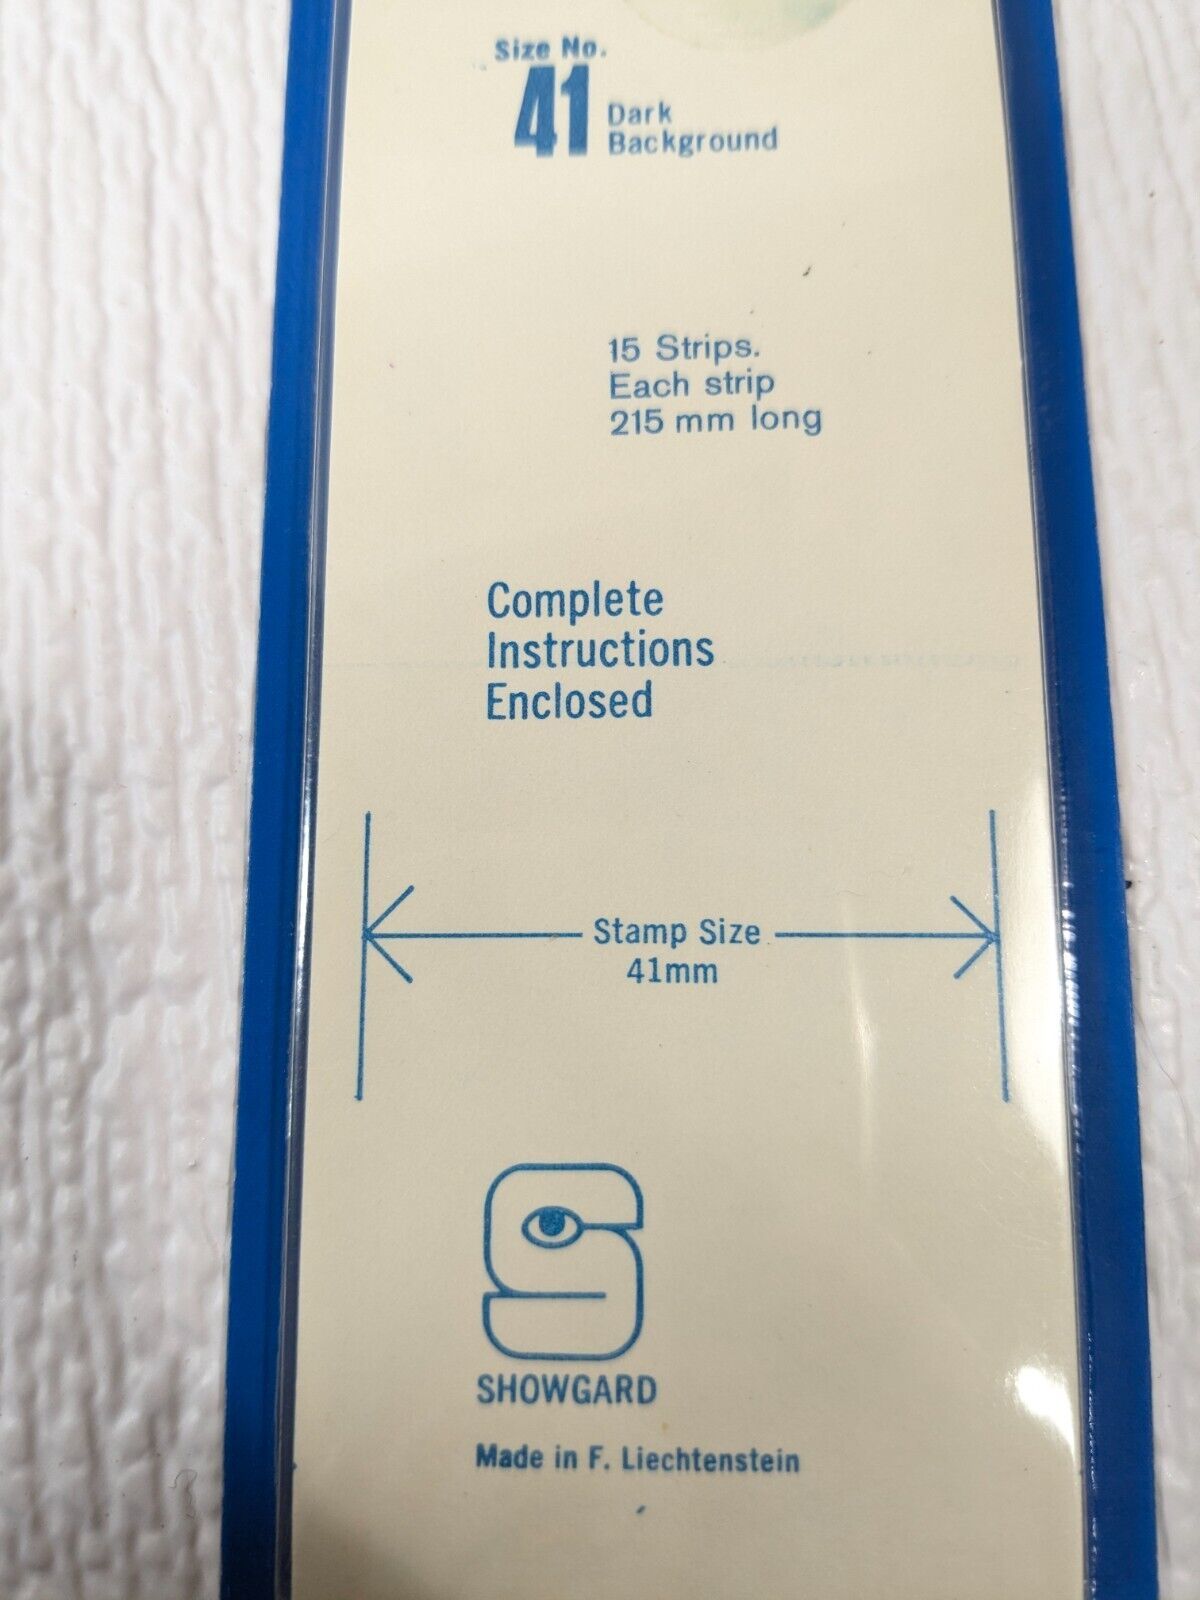 Size No.
41 Dark
Background
15 Strips.
Each strip
215 mm long
Complete
Instructions
Enclosed
Stamp Size
41mm
SHOWGARD
Made in F. Liechtenstein